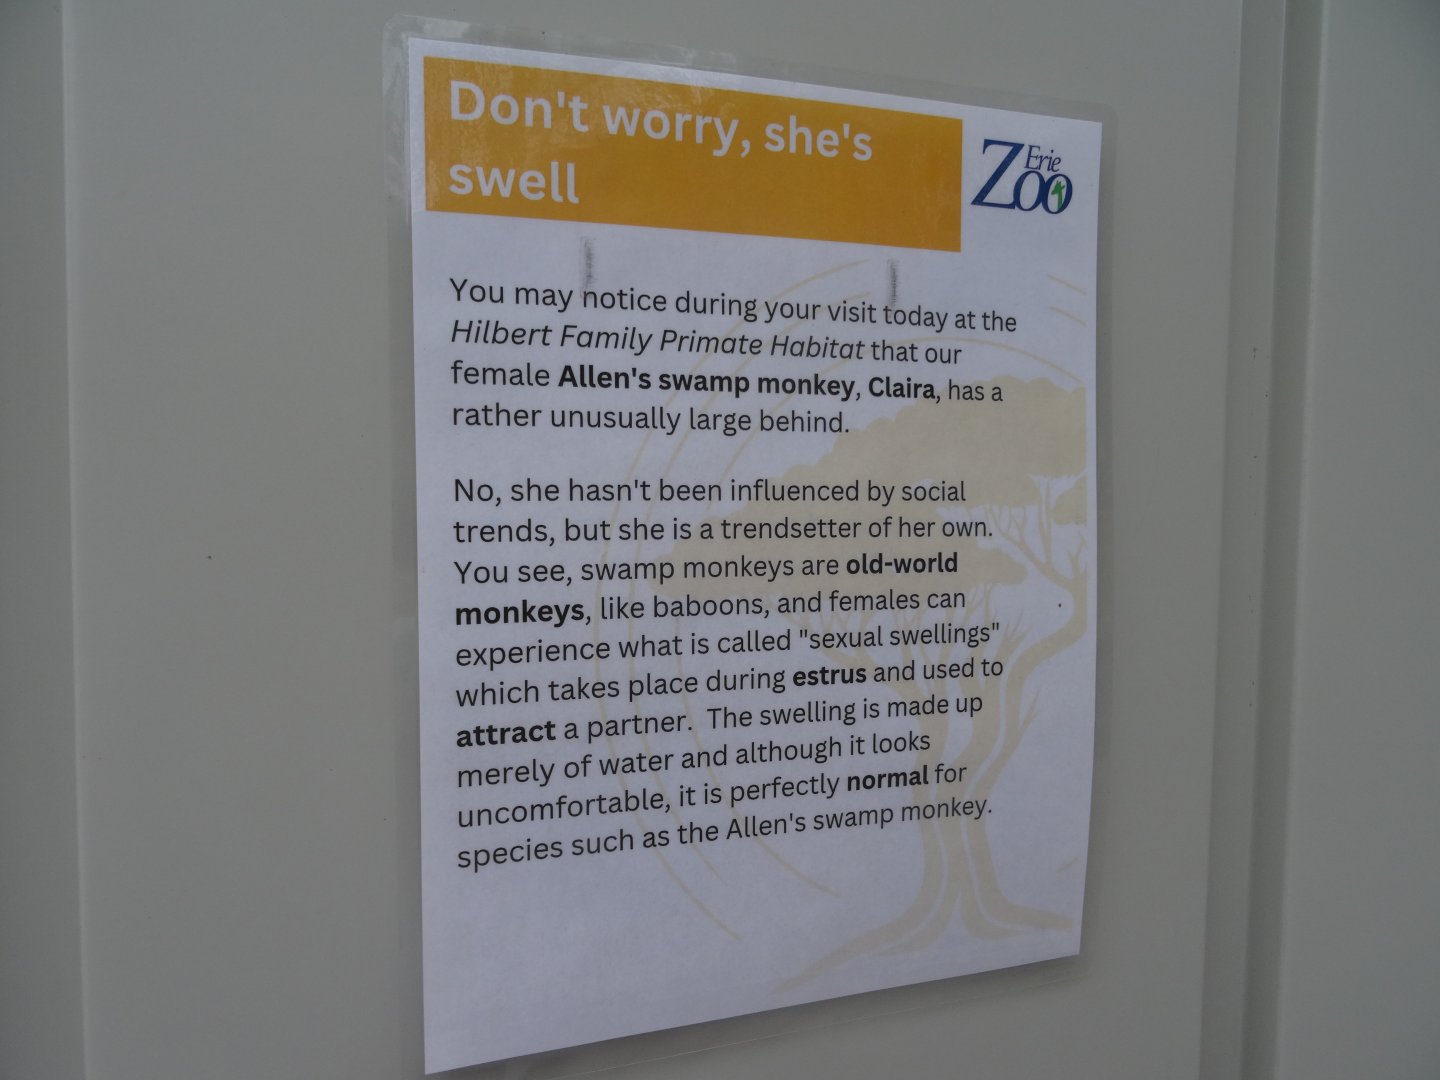 Don't worry, she's
swell
Erie
Zoo
You may notice during your visit today at the
Hilbert Family Primate Habitat that our
female Allen's swamp monkey, Claira, has a
rather unusually large behind.
No, she hasn't been influenced by social
trends, but she is a trendsetter of her own.
You see, swamp monkeys are old-world
monkeys, like baboons, and females can
experience what is called "sexual swellings"
which takes place during estrus and used to
attract a partner. The swelling is made up
merely of water and although it looks
uncomfortable, it is perfectly normal for
species such as the Allen's swamp monkey.